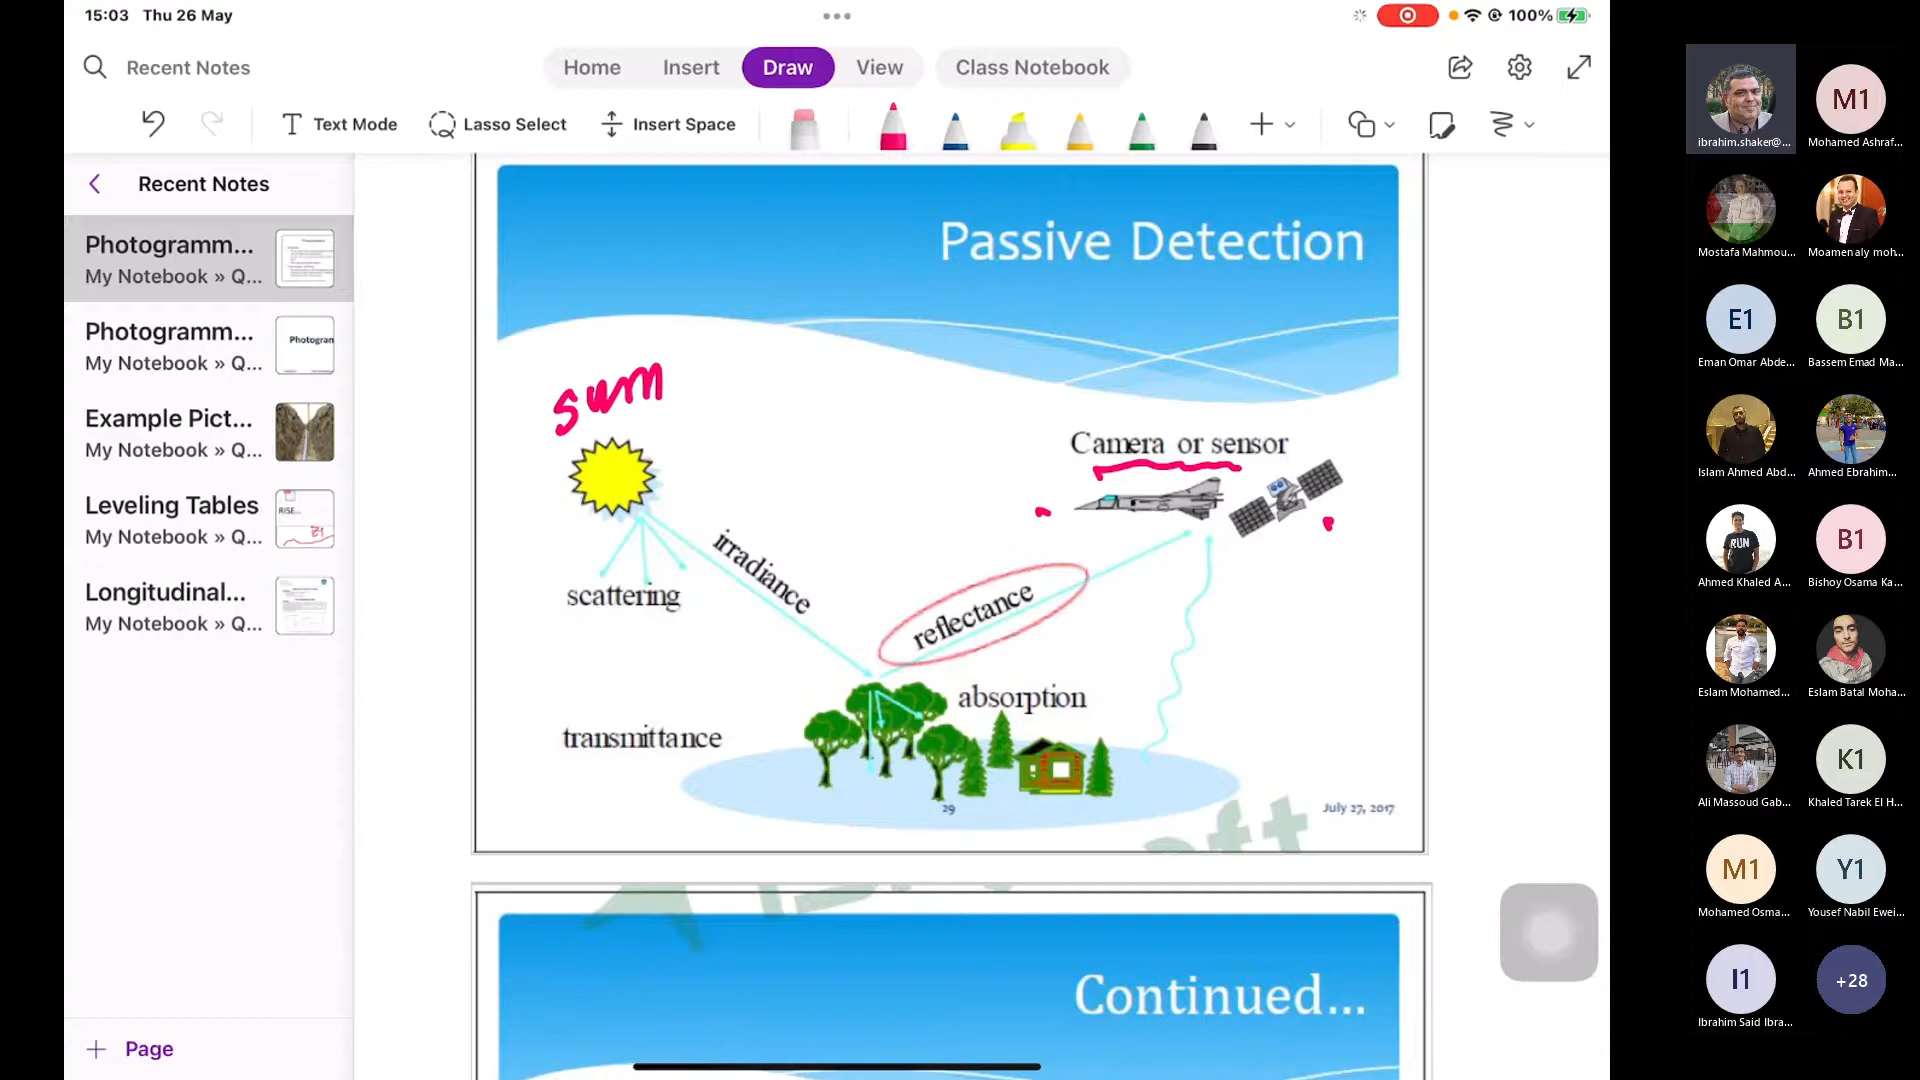 15:03 Thu 26 May
100%
Recent Notes
Home Insert Draw View Class Notebook
Text Mode Lasso Select Insert Space
Recent Notes
Photogramm...
My Notebook » Q...
Photogramm...
My Notebook » Q...
Photogram
Example Pict...
My Notebook » Q...
Leveling Tables
My Notebook » Q...
RISE...
Longitudinal...
My Notebook » Q...
Page
Passive Detection
sum
Camera or sensor
irradiance
scattering
reflectance
absorption
transmittance
29
July 27, 2017
Continued...
ibrahim.shaker@...
M1
Mohamed Ashraf...
Mostafa Mahmou...
Moamen aly moh...
E1
Eman Omar Abde...
B1
Bassem Emad Ma...
Islam Ahmed Abd...
Ahmed Ebrahim...
RUN
Ahmed Khaled A...
B1
Bishoy Osama Ka...
Eslam Mohamed...
Eslam Batal Moha...
Ali Massoud Gab...
K1
Khaled Tarek El H...
M1
Mohamed Osma...
Y1
Yousef Nabil Ewei...
I1
Ibrahim Said Ibra...
+28